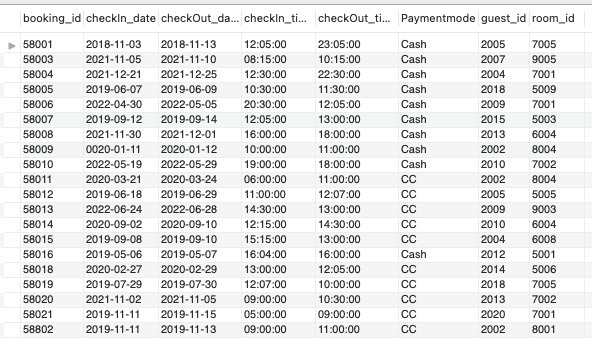 booking_id checkIn_date checkOut_da... checkIn_ti... checkOut_ti... Paymentmode guest_id room_id
58001 2018-11-03 2018-11-13 12:05:00 23:05:00 Cash 2005 7005
58003 2021-11-05 2021-11-10 08:15:00 10:15:00 Cash 2007 9005
58004 2021-12-21 2021-12-25 12:30:00 22:30:00 Cash 2004 7001
58005 2019-06-07 2019-06-09 10:30:00 11:30:00 Cash 2018 5009
58006 2022-04-30 2022-05-05 20:30:00 12:05:00 Cash 2009 7001
58007 2019-09-12 2019-09-14 12:05:00 13:00:00 Cash 2015 5003
58008 2021-11-30 2021-12-01 16:00:00 18:00:00 Cash 2013 6004
58009 0020-01-11 2020-01-12 10:00:00 11:00:00 Cash 2002 8004
58010 2022-05-19 2022-05-29 19:00:00 18:00:00 Cash 2010 7002
58011 2020-03-21 2020-03-24 06:00:00 11:00:00 CC 2002 8004
58012 2019-06-18 2019-06-29 11:00:00 12:07:00 CC 2005 5005
58013 2022-06-24 2022-06-28 14:30:00 13:00:00 CC 2009 9003
58014 2020-09-02 2020-09-10 12:15:00 14:30:00 CC 2010 6004
58015 2019-09-08 2019-09-10 15:15:00 13:00:00 CC 2004 6008
58016 2019-05-06 2019-05-07 16:04:00 16:00:00 Cash 2012 5001
58018 2020-02-27 2020-02-29 13:00:00 12:05:00 CC 2014 5006
58019 2019-07-29 2019-07-30 12:07:00 10:00:00 CC 2018 7005
58020 2021-11-02 2021-11-05 09:00:00 10:30:00 CC 2013 7002
58021 2019-11-11 2019-11-15 05:00:00 09:00:00 CC 2020 7001
58802 2019-11-11 2019-11-13 09:00:00 11:00:00 CC 2002 8001